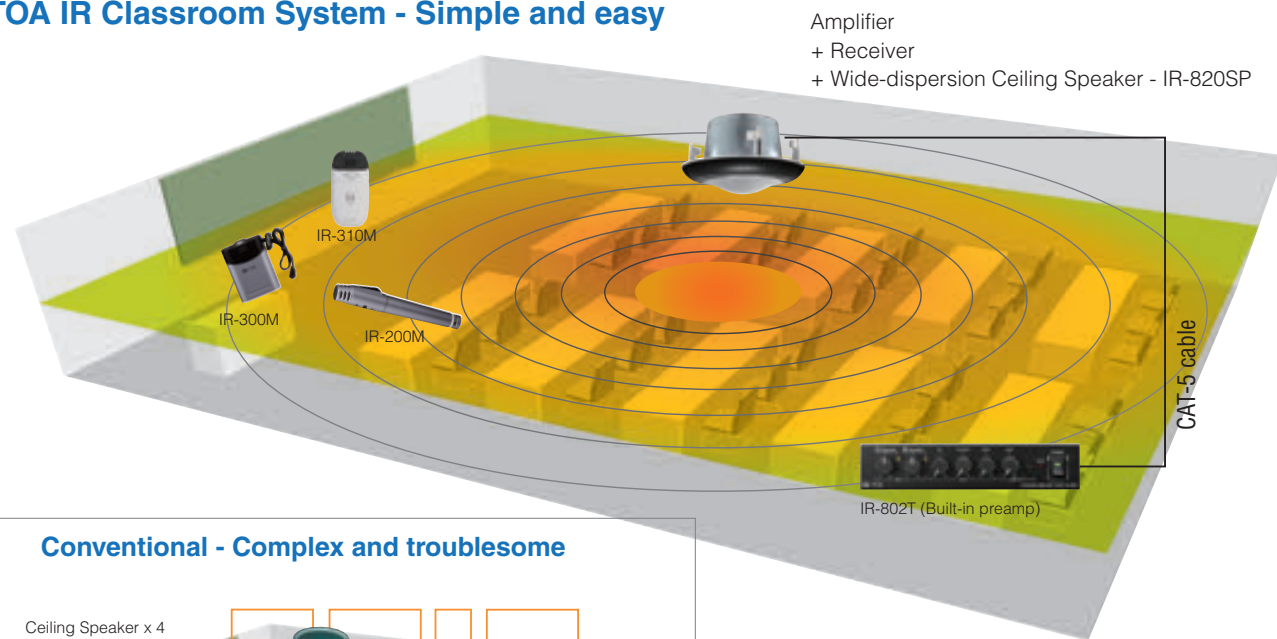 TOA IR Classroom System - Simple and easy
Amplifier
+ Receiver
+ Wide-dispersion Ceiling Speaker - IR-820SP
IR-310M
IR-300M
IR-200M
CAT-5 cable
IR-802T (Built-in preamp)
Conventional - Complex and troublesome
Ceiling Speaker x 4